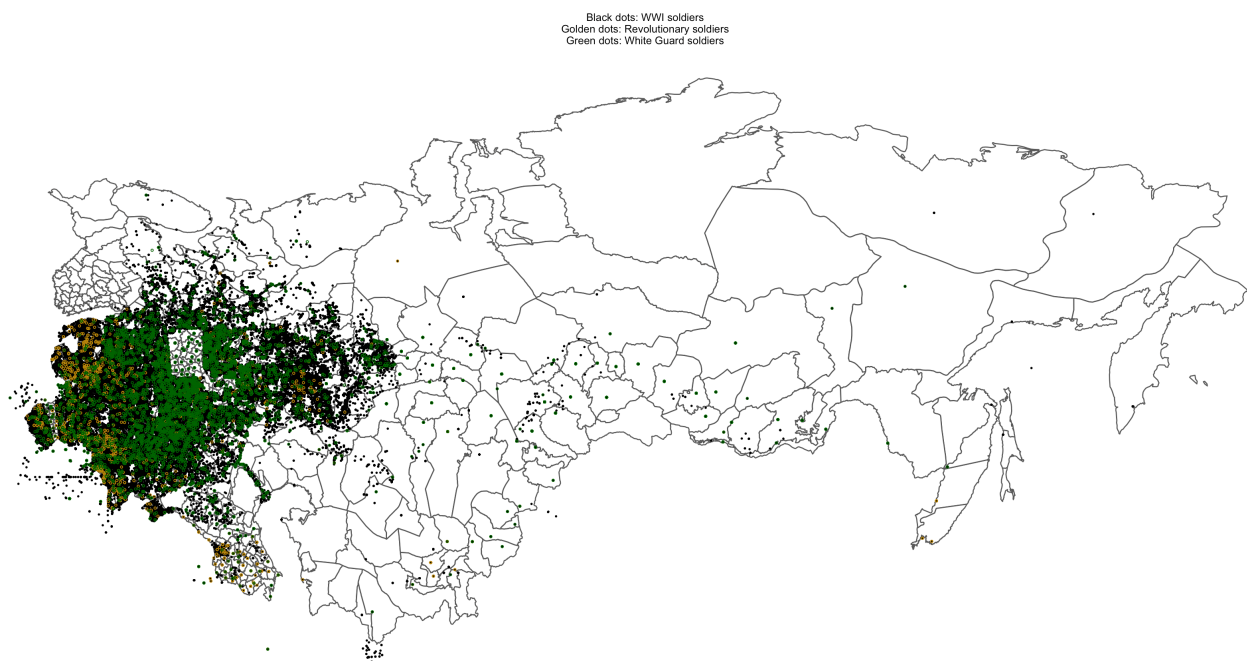 Black dots: WWI soldiers
Golden dots: Revolutionary soldiers
Green dots: White Guard soldiers